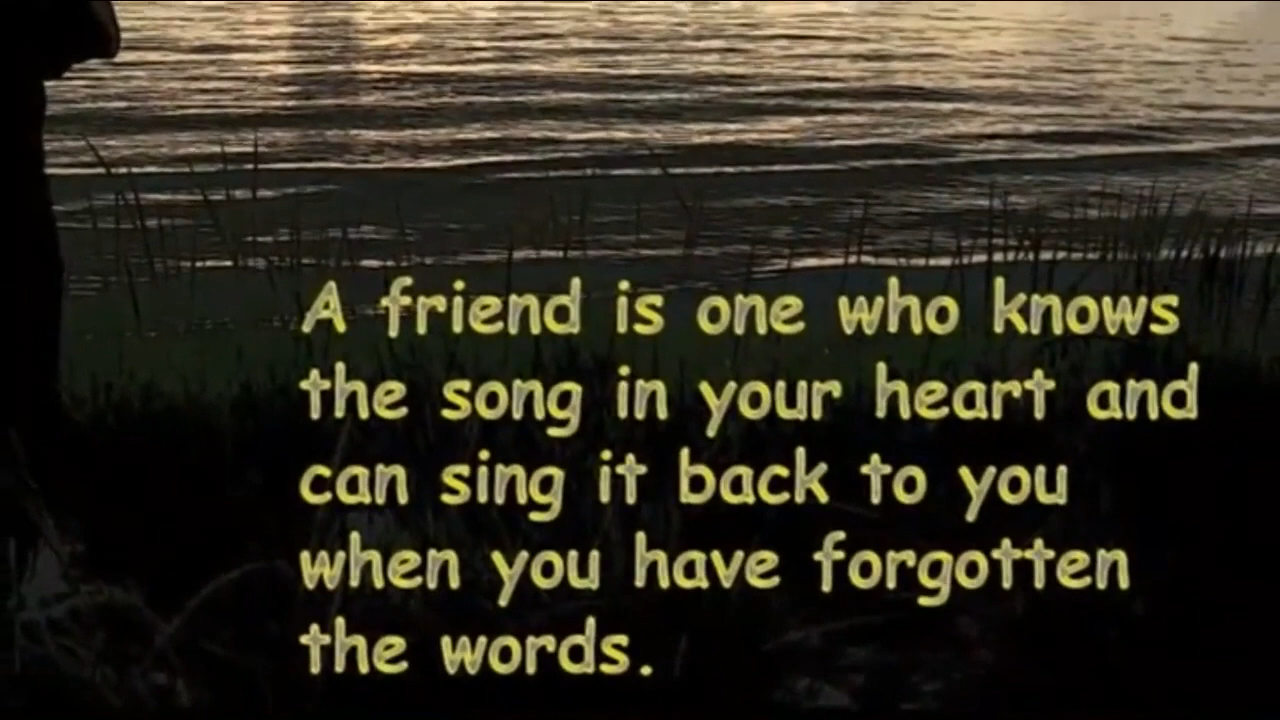 A friend is one who knows
the song in your heart and
can sing it back to you
when you have forgotten
the words.